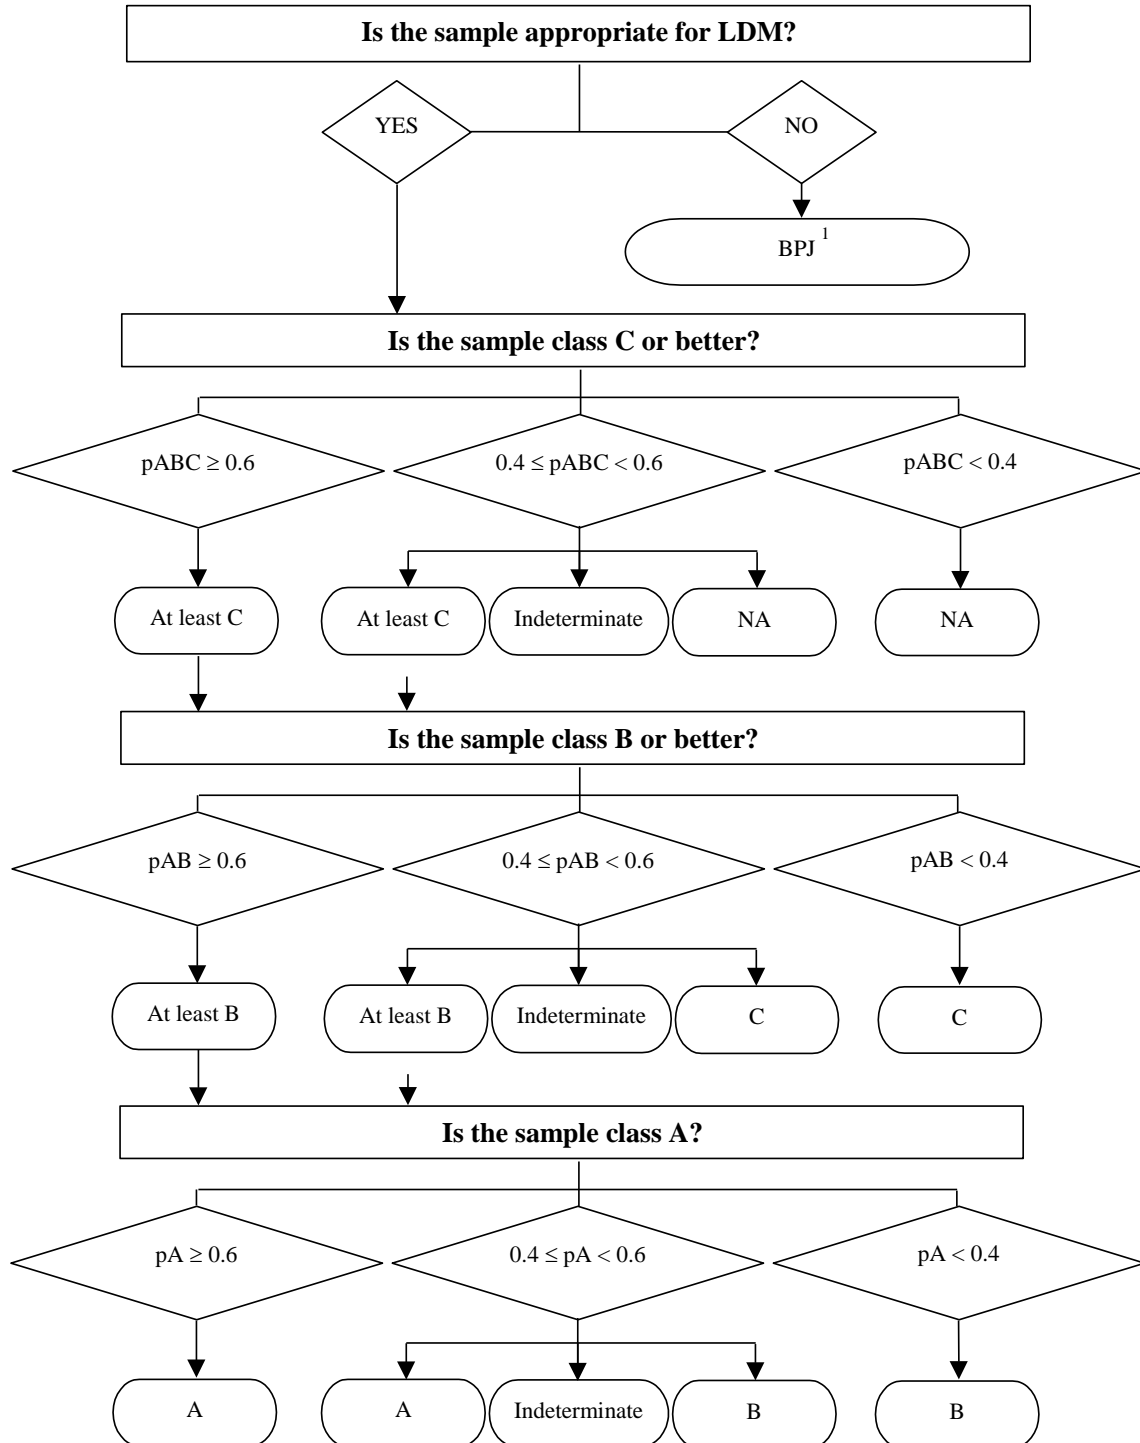 Is the sample appropriate for LDM?
YES
NO
BPJ 1
Is the sample class C or better?
pABC ≥ 0.6
0.4 ≤ pABC < 0.6
pABC < 0.4
At least C
At least C
Indeterminate
NA
NA
Is the sample class B or better?
pAB ≥ 0.6
0.4 ≤ pAB < 0.6
pAB < 0.4
At least B
At least B
Indeterminate
C
C
Is the sample class A?
pA ≥ 0.6
0.4 ≤ pA < 0.6
pA < 0.4
A
A
Indeterminate
B
B